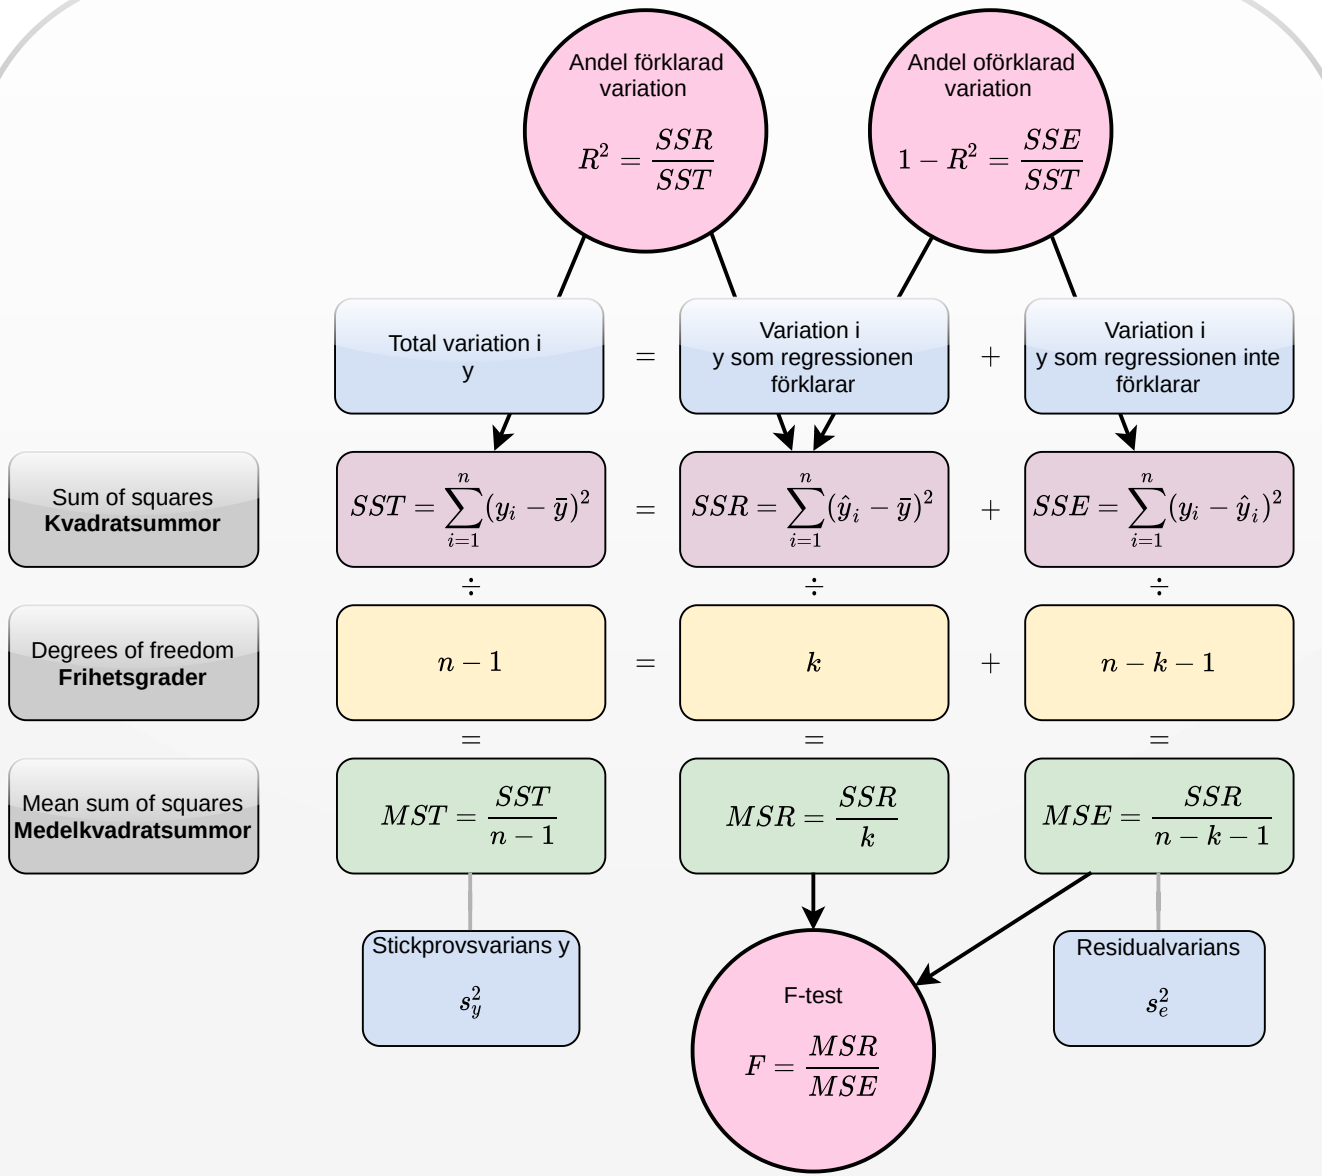 Andel förklarad
variation
R² = SSR/SST
Andel oförklarad
variation
1 − R² = SSE/SST
Total variation i
y
=
Variation i
y som regressionen
förklarar
+
Variation i
y som regressionen inte
förklarar
Sum of squares
Kvadratsummor
SST = ∑_{i=1}^{n} (y_i − ȳ)²
=
SSR = ∑_{i=1}^{n} (ŷ_i − ȳ)²
+
SSE = ∑_{i=1}^{n} (y_i − ŷ_i)²
÷ ÷ ÷
Degrees of freedom
Frihetsgrader
n − 1
=
k
+
n − k − 1
= = =
Mean sum of squares
Medelkvadratsummor
MST = SST/(n − 1)
MSR = SSR/k
MSE = SSR/(n − k − 1)
Stickprovsvarians y
s_y²
F-test
F = MSR/MSE
Residualvarians
s_e²